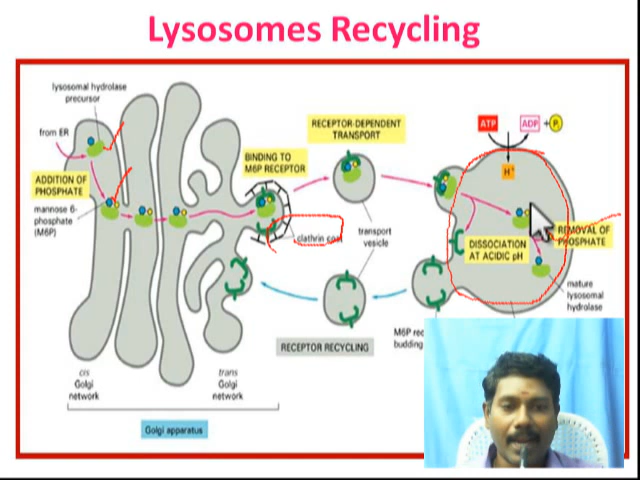 Lysosomes Recycling
lysosomal hydrolase
precursor
from ER
ADDITION OF
PHOSPHATE
mannose 6-
phosphate
(M6P)
BINDING TO
M6P RECEPTOR
clathrin coat
RECEPTOR-DEPENDENT
TRANSPORT
transport
vesicle
RECEPTOR RECYCLING
ATP
ADP
+
Pi
H+
DISSOCIATION
AT ACIDIC pH
REMOVAL OF
PHOSPHATE
mature
lysosomal
hydrolase
M6P
budding
cis
Golgi
network
trans
Golgi
network
Golgi apparatus